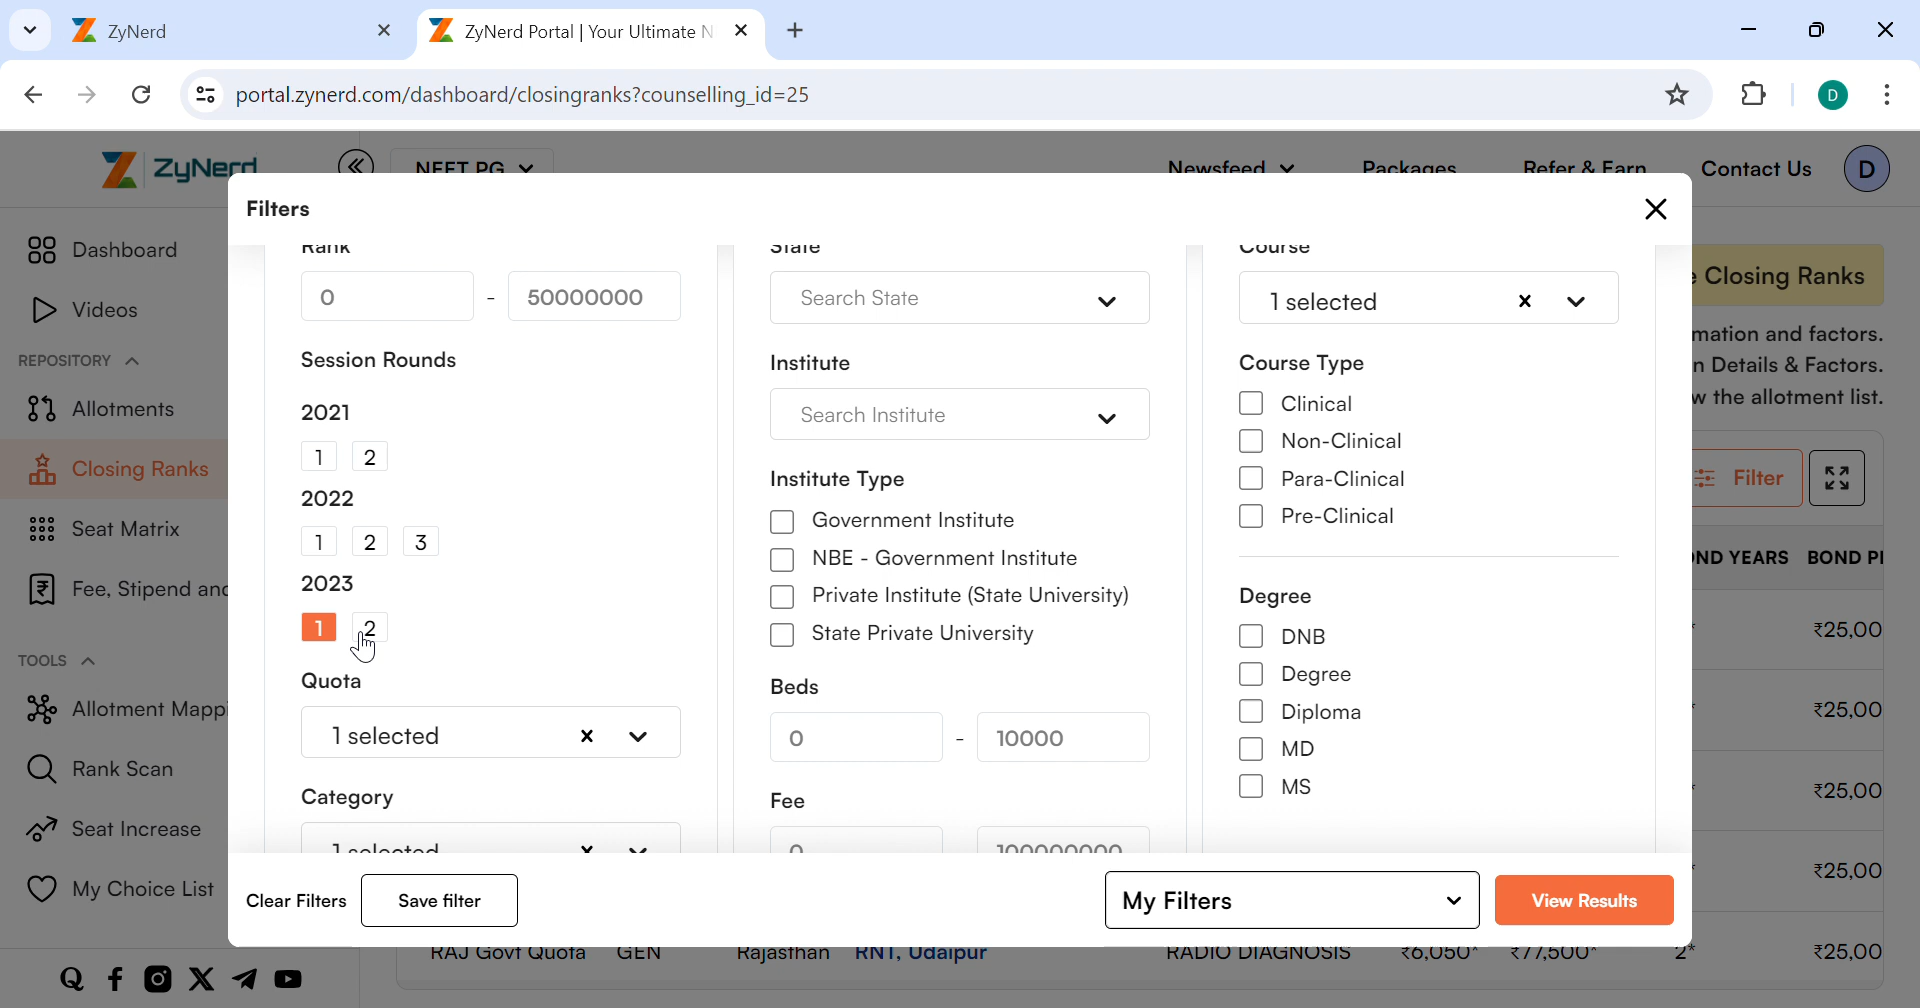 ZyNerd
ZyNerd Portal | Your Ultimate N
portal.zynerd.com/dashboard/closingranks?counselling_id=25
D
ZyNerd
NEET PG
Newsfeed
Packages
Refer & Earn
Contact Us
D
Dashboard
Videos
REPOSITORY
Allotments
Closing Ranks
Seat Matrix
Fee, Stipend and
TOOLS
Allotment Mappi
Rank Scan
Seat Increase
My Choice List
Filters
Rank
0 - 50000000
Session Rounds
2021
1 2
2022
1 2 3
2023
1 2
Quota
1 selected
Category
1 selected
State
Search State
Institute
Search Institute
Institute Type
Government Institute
NBE - Government Institute
Private Institute (State University)
State Private University
Beds
0 - 10000
Fee
0 100000000
Course
1 selected
Course Type
Clinical
Non-Clinical
Para-Clinical
Pre-Clinical
Degree
DNB
Degree
Diploma
MD
MS
Clear Filters
Save filter
My Filters
View Results
Closing Ranks
mation and factors.
n Details & Factors.
w the allotment list.
Filter
OND YEARS BOND P
₹25,00
₹25,00
₹25,00
₹25,00
RAJ Govt Quota GEN Rajasthan RNT, Udaipur RADIO DIAGNOSIS ₹6,050* ₹77,500* 2* ₹25,00